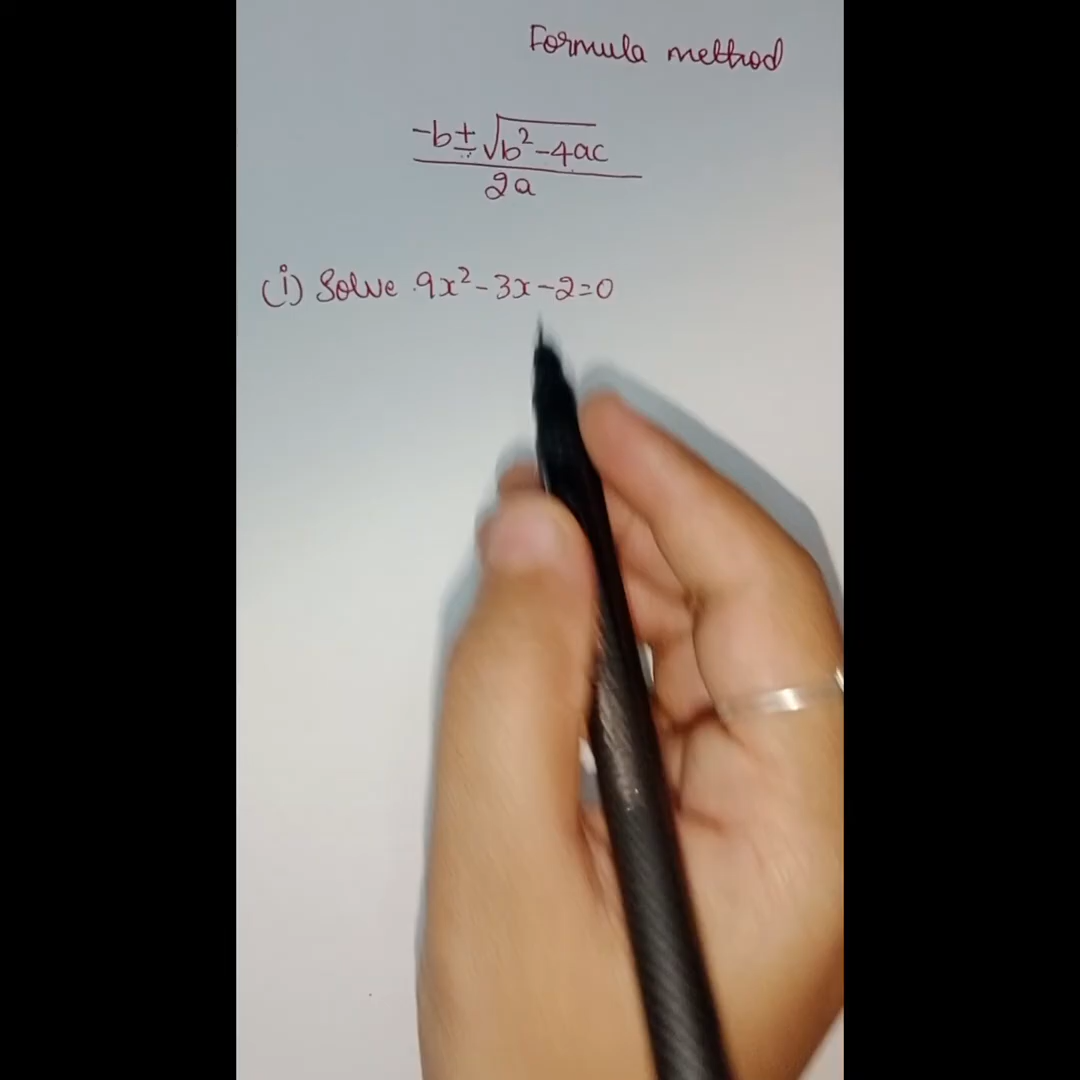 Formula method
-b±√b²-4ac
2a
(i) Solve 9x²-3x-2=0